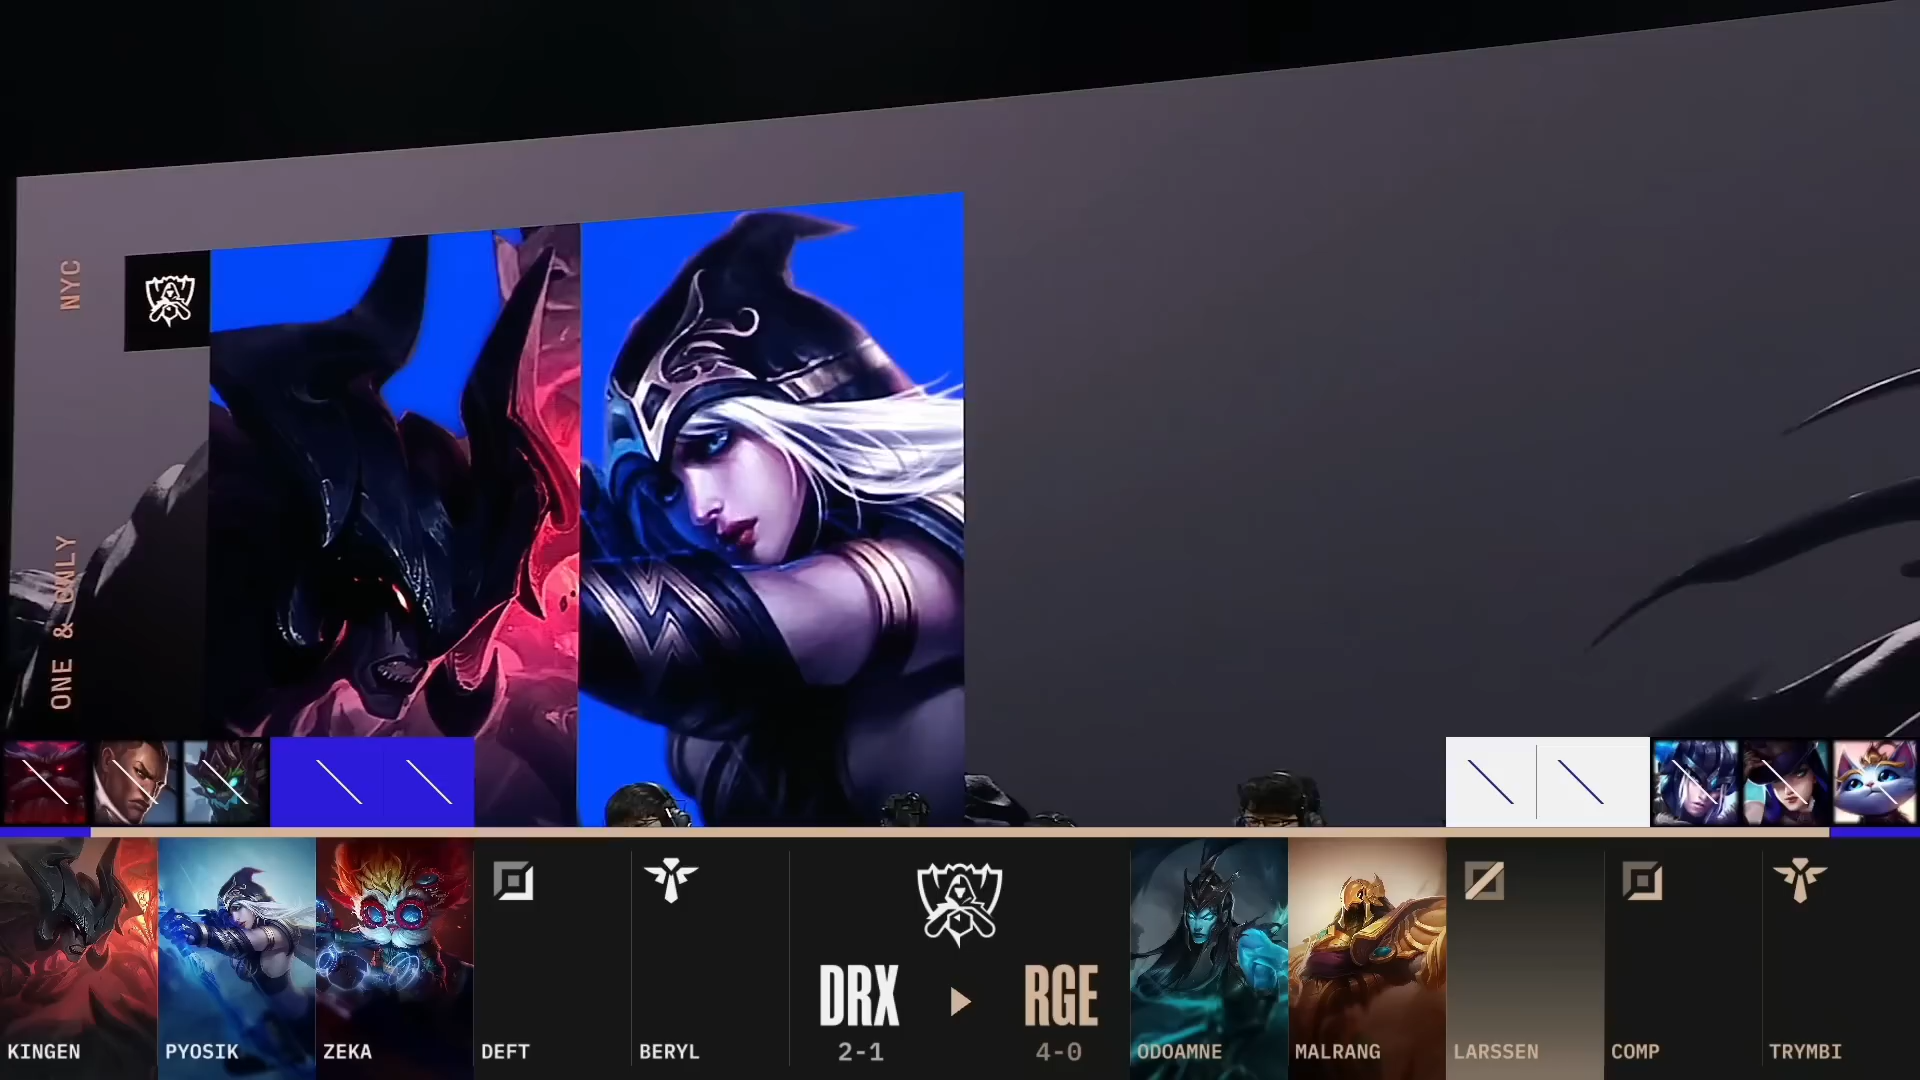 NYC
ONE & ONLY
KINGEN
PYOSIK
ZEKA
DEFT
BERYL
DRX
2-1
RGE
4-0
ODOAMNE
MALRANG
LARSSEN
COMP
TRYMBI